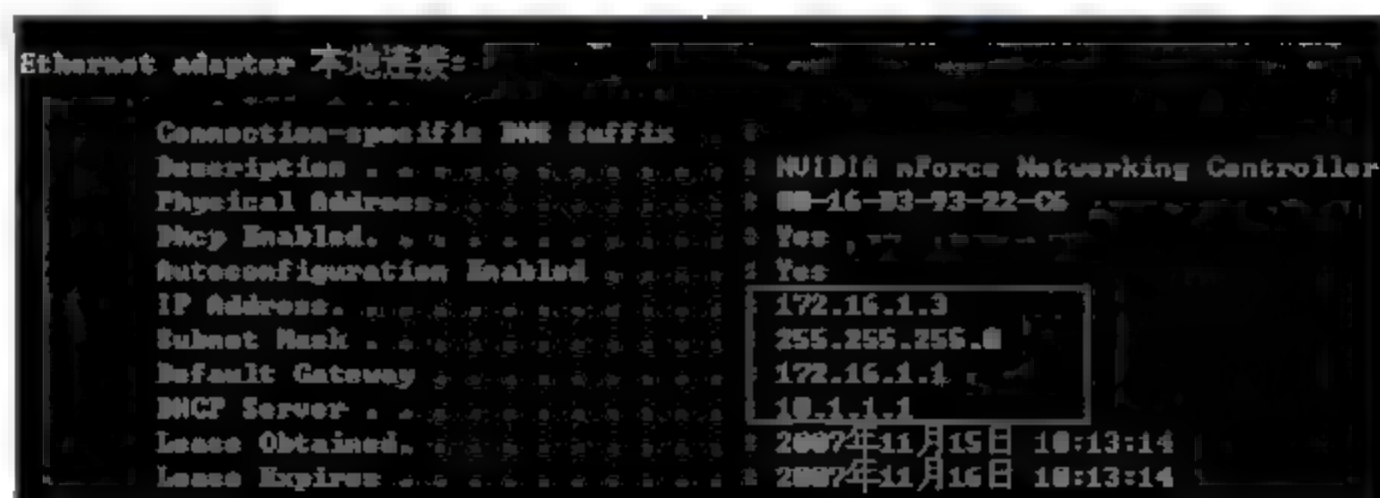 Ethernet adapter 本地连接:
Connection-specific DNS Suffix . :
Description . . . . . . . . . . . : NVIDIA nForce Networking Controller
Physical Address. . . . . . . . . : 00-16-D3-93-22-C6
Dhcp Enabled. . . . . . . . . . . : Yes
Autoconfiguration Enabled . . . . : Yes
IP Address. . . . . . . . . . . . : 172.16.1.3
Subnet Mask . . . . . . . . . . . : 255.255.255.0
Default Gateway . . . . . . . . . : 172.16.1.1
DHCP Server . . . . . . . . . . . : 10.1.1.1
Lease Obtained. . . . . . . . . . : 2007年11月15日 10:13:14
Lease Expires . . . . . . . . . . : 2007年11月16日 10:13:14